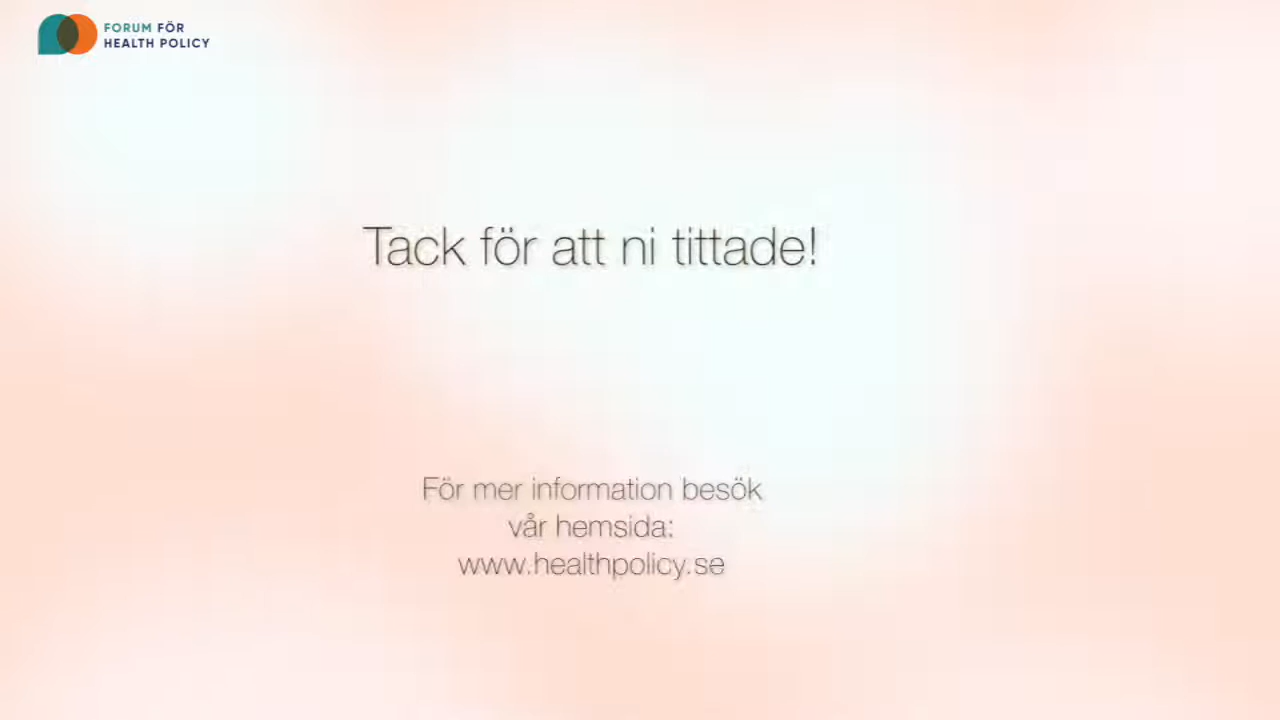 FORUM FÖR
HEALTH POLICY
Tack för att ni tittade!
För mer information besök
vår hemsida:
www.healthpolicy.se